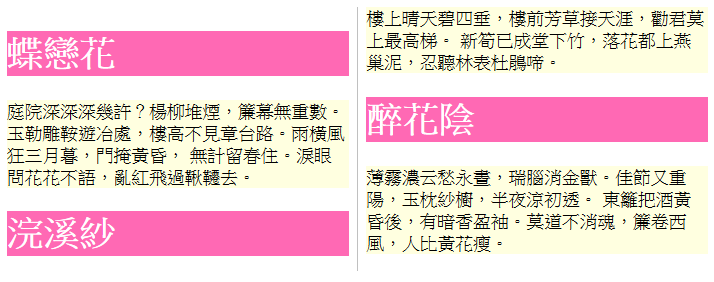 蝶戀花
庭院深深深幾許？楊柳堆煙，簾幕無重數。
玉勒雕鞍遊冶處，樓高不見章台路。雨橫風
狂三月暮，門掩黃昏， 無計留春住。淚眼
問花花不語，亂紅飛過鞦韆去。
浣溪紗
樓上晴天碧四垂，樓前芳草接天涯，勸君莫
上最高梯。 新筍已成堂下竹，落花都上燕
巢泥，忍聽林表杜鵑啼。
醉花陰
薄霧濃云愁永晝，瑞腦消金獸。佳節又重
陽，玉枕紗櫥，半夜涼初透。 東籬把酒黃
昏後，有暗香盈袖。莫道不消魂，簾卷西
風，人比黃花瘦。